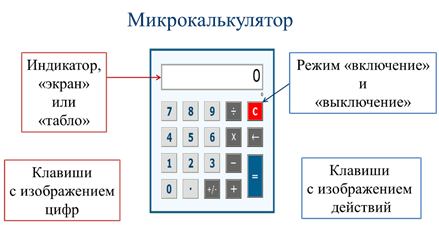 Микрокалькулятор
Индикатор,
«экран»
или
«табло»
Режим «включение»
и
«выключение»
0
0
7 8 9 ÷ C
4 5 6 x ←
1 2 3 − =
0 · +/- +
Клавиши
с изображением
цифр
Клавиши
с изображением
действий